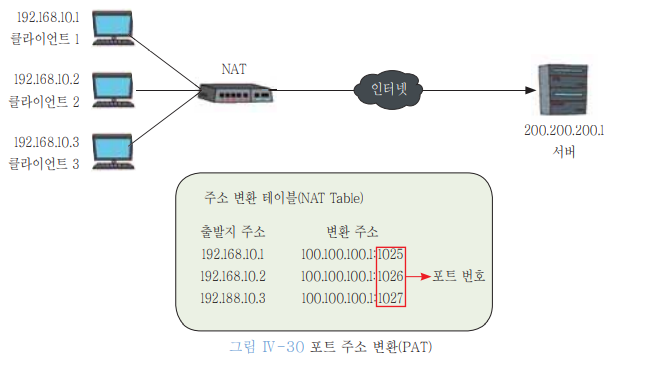 192.168.10.1
클라이언트 1
192.168.10.2
클라이언트 2
192.168.10.3
클라이언트 3
NAT
인터넷
200.200.200.1
서버
주소 변환 테이블(NAT Table)
출발지 주소 변환 주소
192.168.10.1 100.100.100.1:1025
192.168.10.2 100.100.100.1:1026 포트 번호
192.188.10.3 100.100.100.1:1027
그림 Ⅳ-30 포트 주소 변환(PAT)